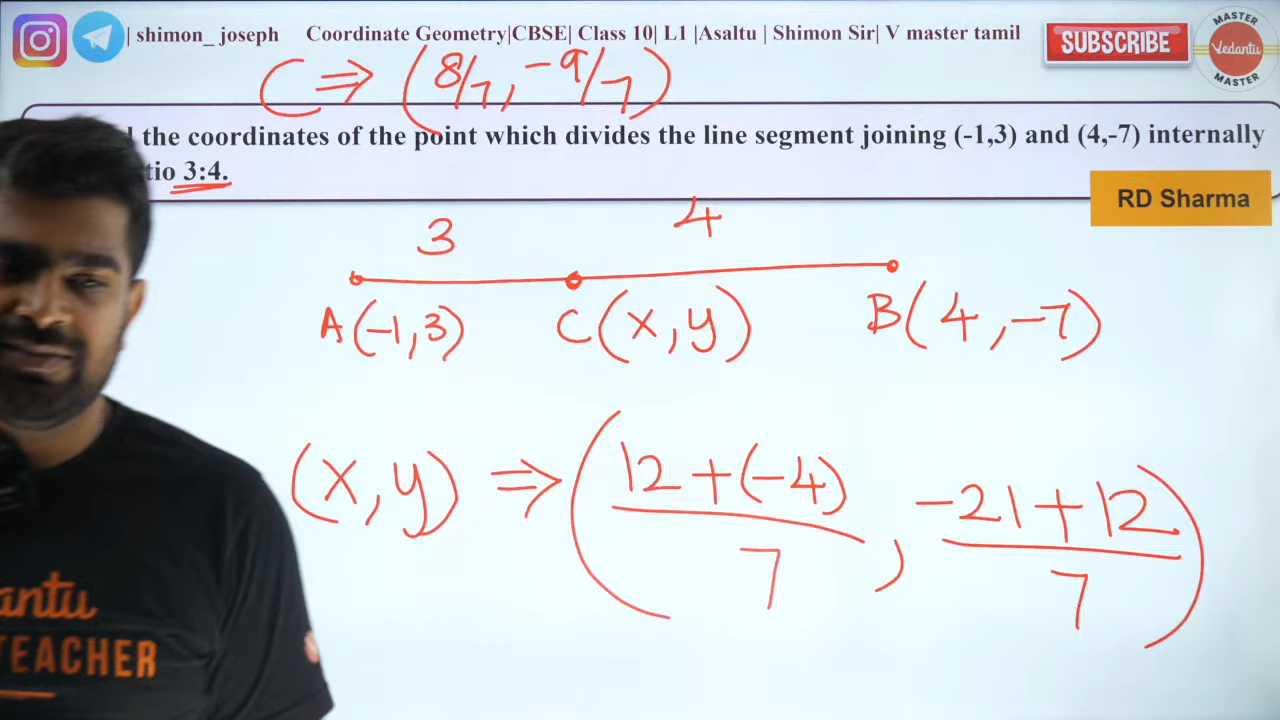 | shimon_ joseph Coordinate Geometry|CBSE| Class 10| L1 |Asaltu | Shimon Sir| V master tamil
SUBSCRIBE
MASTER
Vedantu
MASTER
C ⇒ (8/7, -9/7)
the coordinates of the point which divides the line segment joining (-1,3) and (4,-7) internally
tio 3:4.
RD Sharma
3 4
A(-1,3) C(x,y) B(4,-7)
(x,y) ⇒ (12+(-4)/7, -21+12/7)
antu
TEACHER